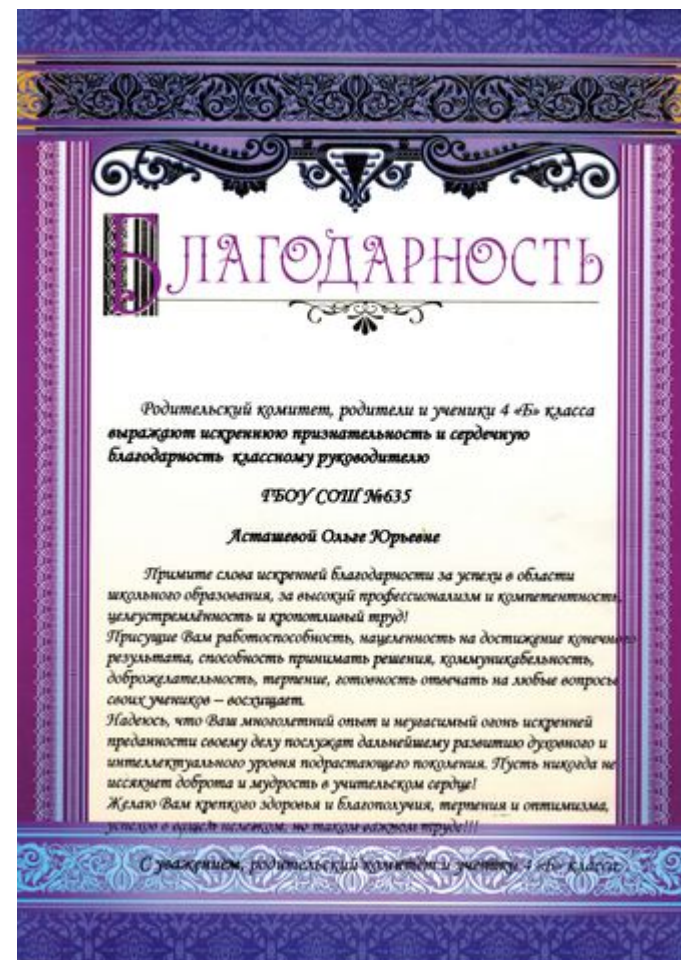 БЛАГОДАРНОСТЬ
Родительский комитет, родители и ученики 4 «Б» класса
выражают искреннюю признательность и сердечную
благодарность классному руководителю
ГБОУ СОШ №635
Асташевой Ольге Юрьевне
Примите слова искренней благодарности за успехи в области
школьного образования, за высокий профессионализм и компетентность,
целеустремлённость и кропотливый труд!
Присущие Вам работоспособность, нацеленность на достижение конечного
результата, способность принимать решения, коммуникабельность,
доброжелательность, терпение, готовность отвечать на любые вопросы
своих учеников – восхищает.
Надеюсь, что Ваш многолетний опыт и неугасимый огонь искренней
преданности своему делу послужат дальнейшему развитию духовного и
интеллектуального уровня подрастающего поколения. Пусть никогда не
иссякнет доброта и мудрость в учительском сердце!
Желаю Вам крепкого здоровья и благополучия, терпения и оптимизма,
успехов в вашем нелегком, но таком важном труде!!!
С уважением, родительский комитет и ученики 4 «Б» класса.